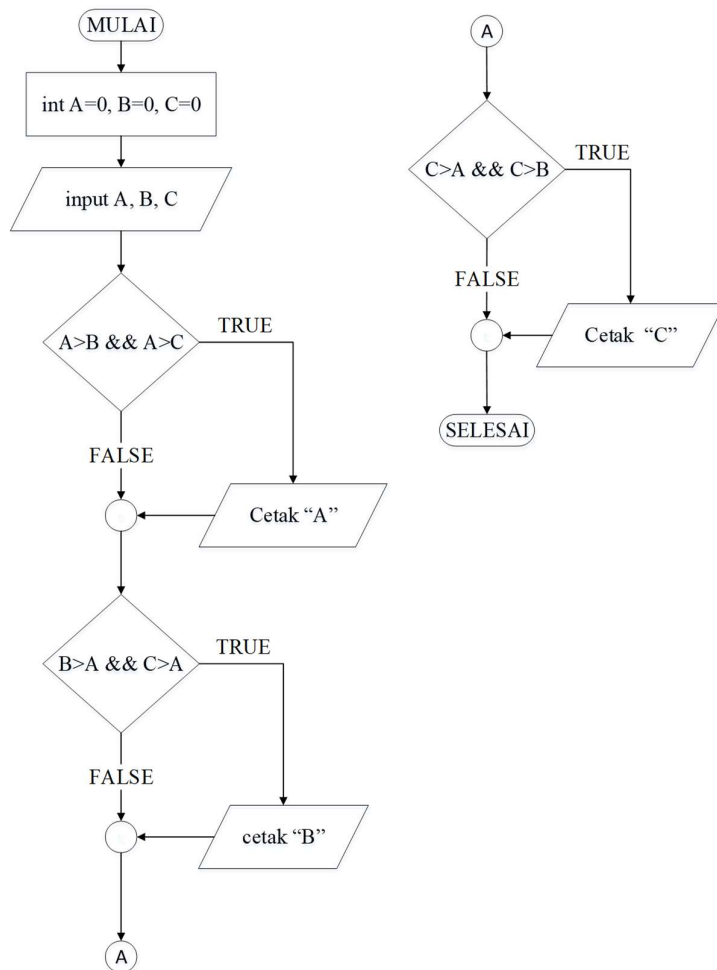 MULAI
int A=0, B=0, C=0
input A, B, C
A>B && A>C
TRUE
FALSE
Cetak “A”
B>A && C>A
TRUE
FALSE
cetak “B”
A
A
C>A && C>B
TRUE
FALSE
Cetak “C”
SELESAI